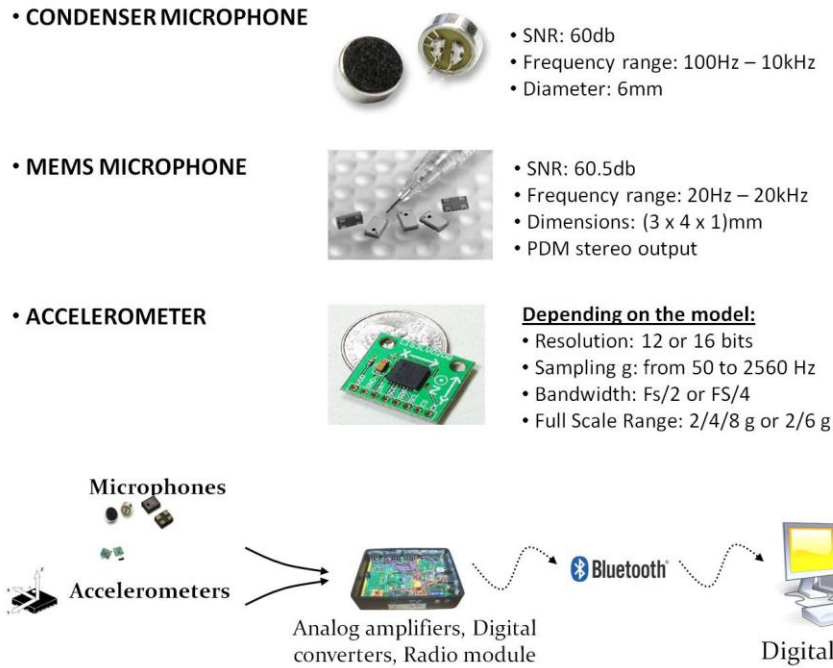 • CONDENSER MICROPHONE
• SNR: 60db
• Frequency range: 100Hz – 10kHz
• Diameter: 6mm
• MEMS MICROPHONE
• SNR: 60.5db
• Frequency range: 20Hz – 20kHz
• Dimensions: (3 x 4 x 1)mm
• PDM stereo output
• ACCELEROMETER
Depending on the model:
• Resolution: 12 or 16 bits
• Sampling g: from 50 to 2560 Hz
• Bandwidth: Fs/2 or FS/4
• Full Scale Range: 2/4/8 g or 2/6 g
Microphones
Accelerometers
Analog amplifiers, Digital
converters, Radio module
Bluetooth
Digital